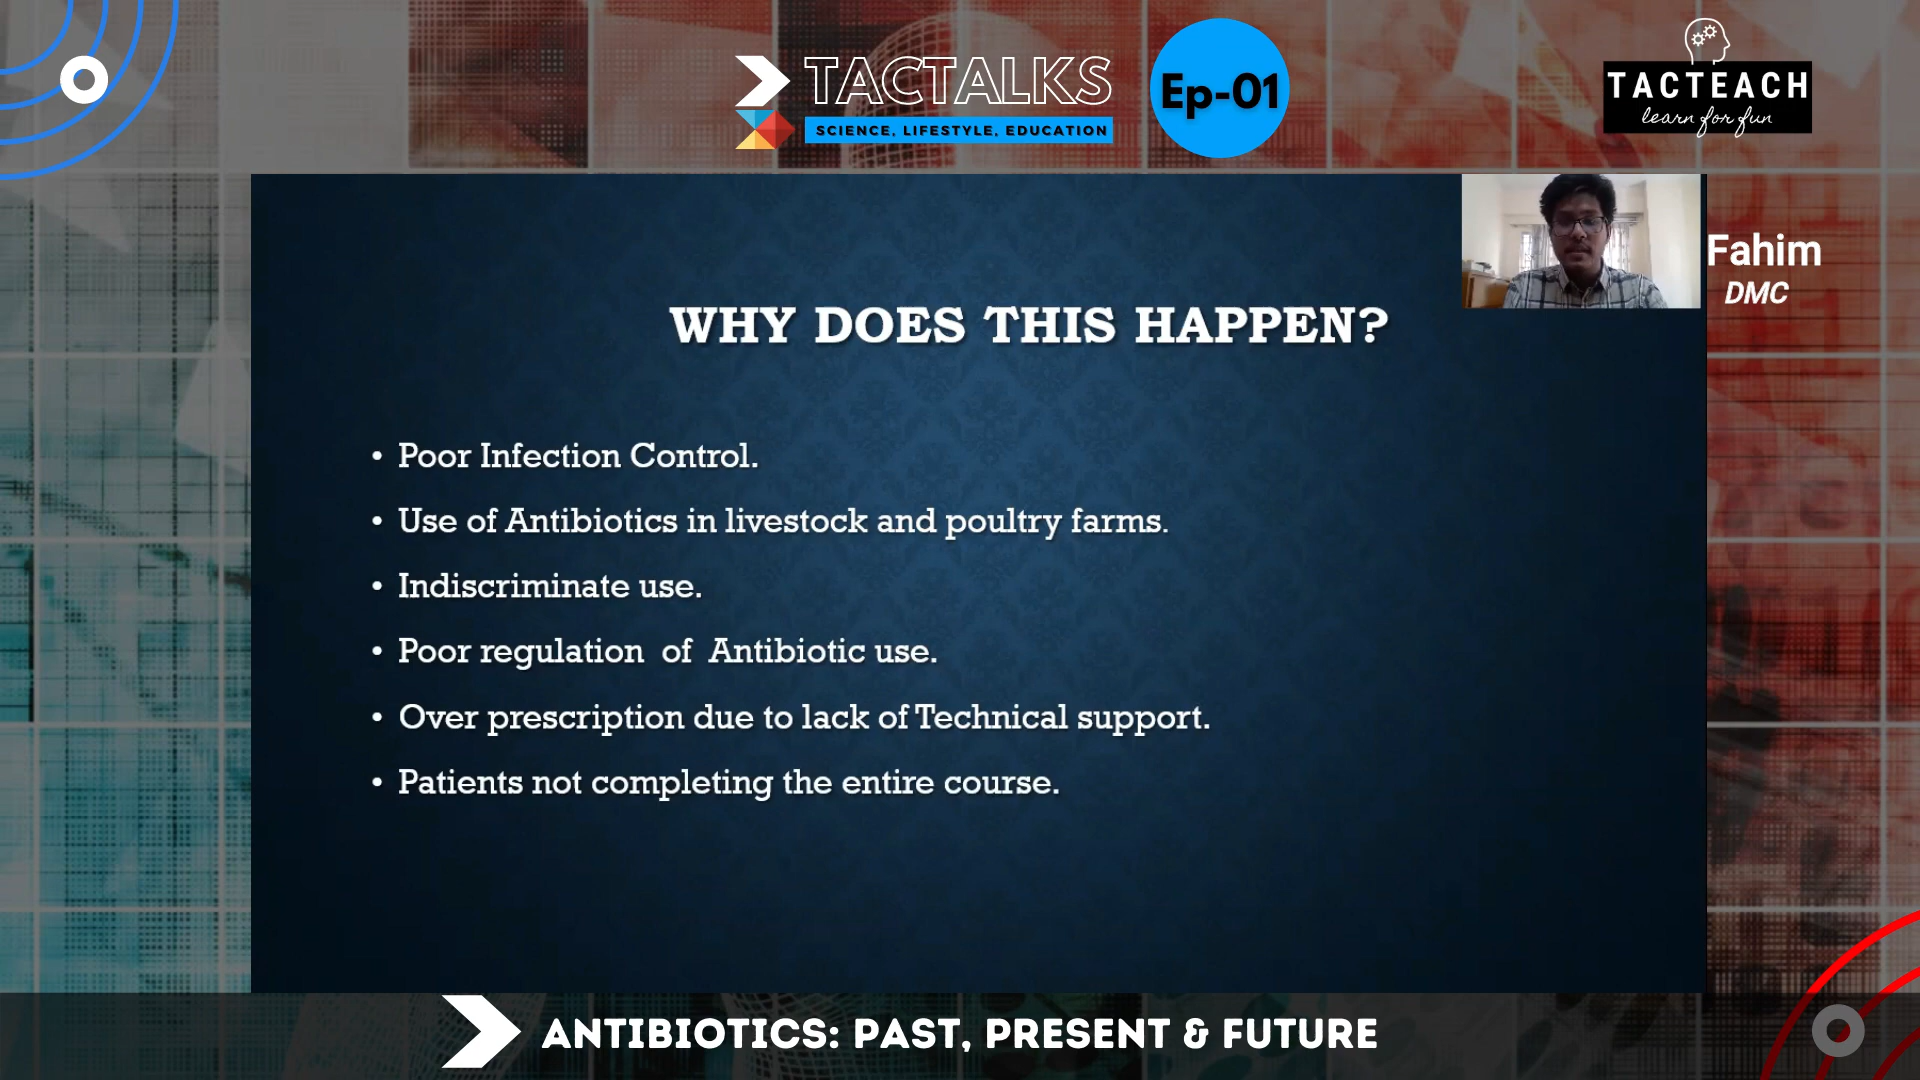 TACTALKS
SCIENCE, LIFESTYLE, EDUCATION
Ep-01
TACTEACH
learn for fun
Fahim
DMC
WHY DOES THIS HAPPEN?
• Poor Infection Control.
• Use of Antibiotics in livestock and poultry farms.
• Indiscriminate use.
• Poor regulation of Antibiotic use.
• Over prescription due to lack of Technical support.
• Patients not completing the entire course.
ANTIBIOTICS: PAST, PRESENT & FUTURE